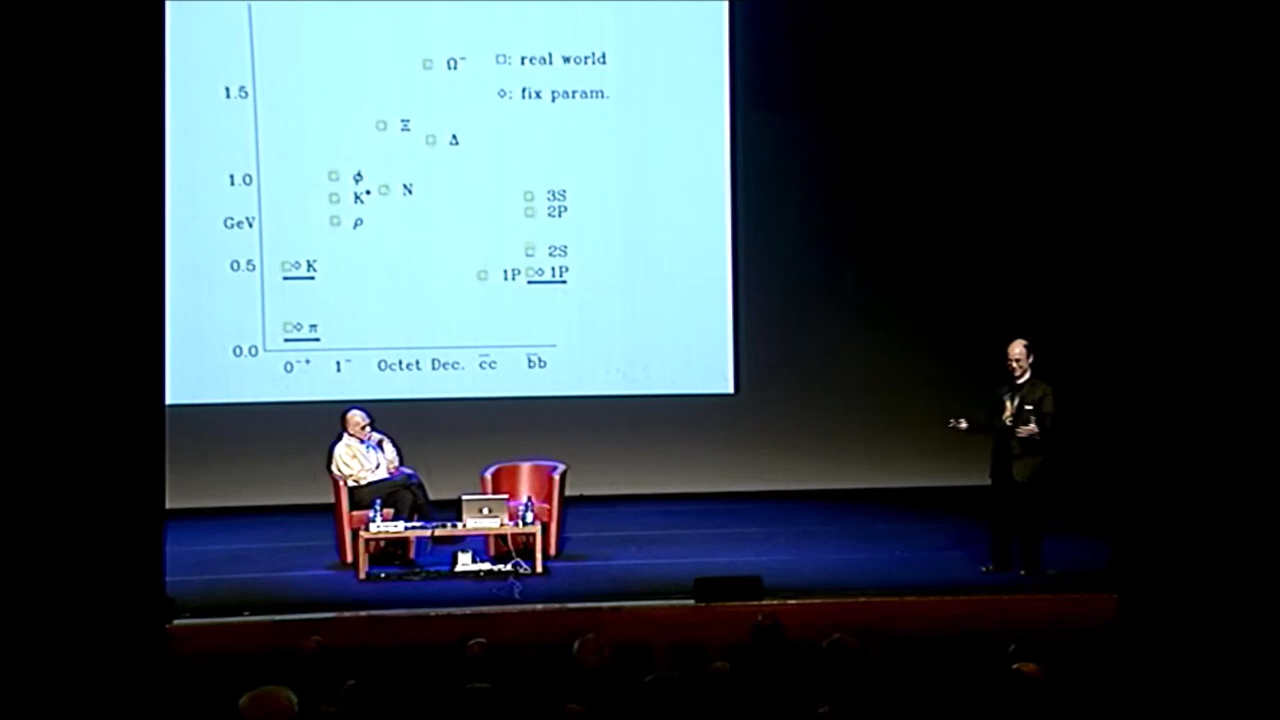 Ω⁻ □: real world
1.5 ◇: fix param.
Ξ
Δ
1.0 ϕ
K* N 3S
GeV ρ 2P
2S
0.5 K 1P 1P
π
0.0
0⁻⁺ 1⁻ Octet Dec. c̅c b̅b